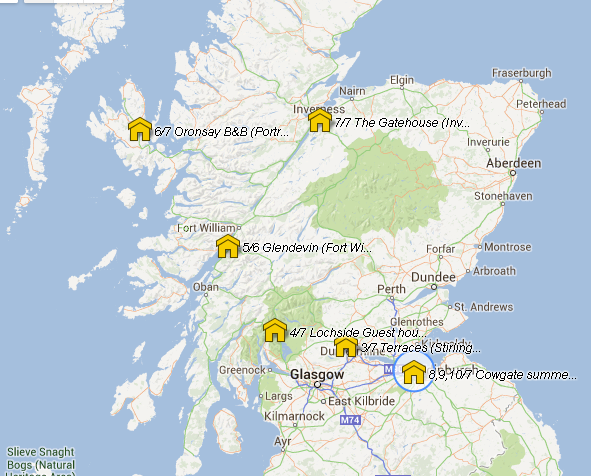 Fraserburgh
Elgin
Nairn
Peterhead
Inverness
7/7 The Gatehouse (Inv...
6/7 Oronsay B&B (Portr...
Inverurie
Aberdeen
Stonehaven
Fort William
5/6 Glendevin (Fort Wi...
Forfar
Montrose
Arbroath
Oban
Dundee
Perth
St. Andrews
Glenrothes
4/7 Lochside Guest hou...
3/7 Terraces (Stirling...
Greenock
Glasgow
8,9,10/7 Cowgate summe...
Largs
East Kilbride
Kilmarnock
M74
Ayr
Slieve Snaght
Bogs (Natural
Heritage Area)